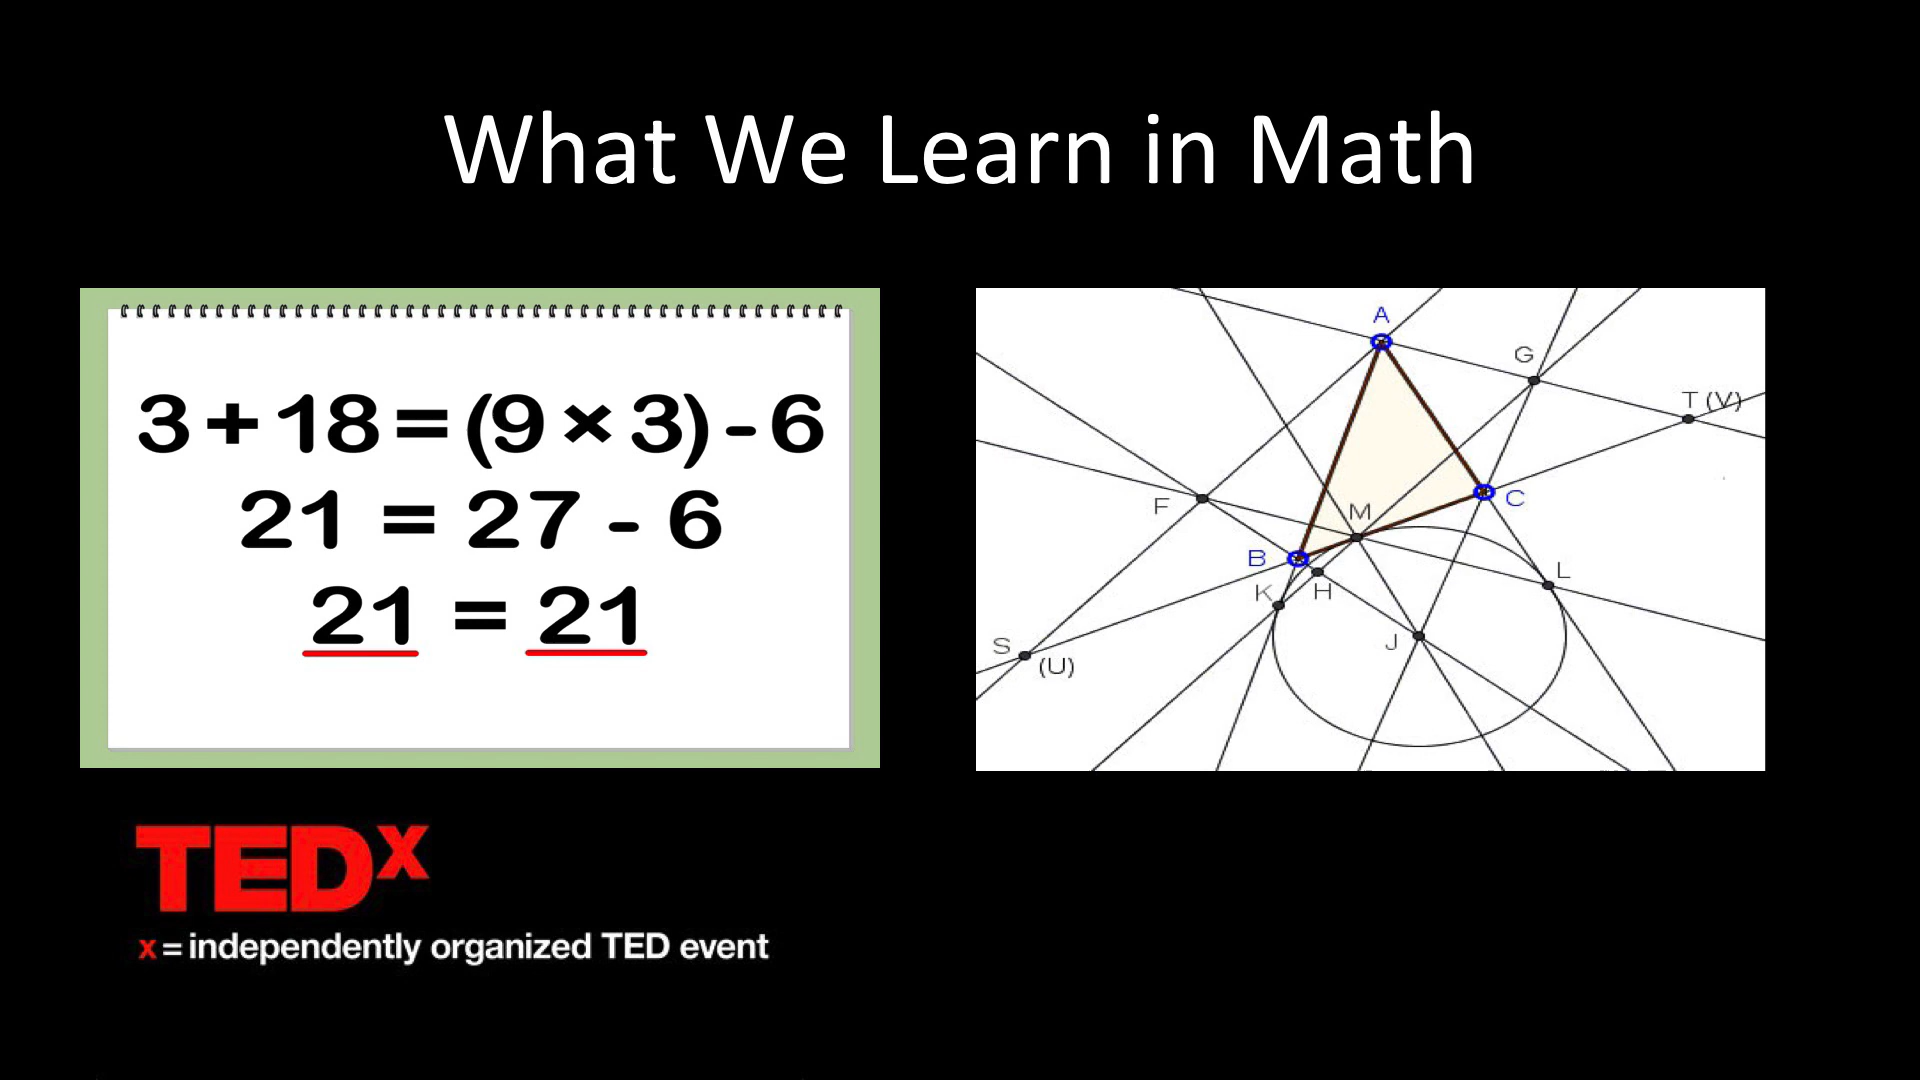 What We Learn in Math
3 + 18 = (9 × 3) - 6
21 = 27 - 6
21 = 21
A
G
T (V)
F
M
C
B
L
K
H
J
S
(U)
TEDx
x = independently organized TED event